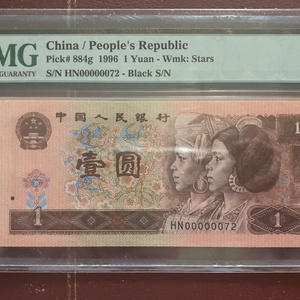 MG
GUARANTY
China / People's Republic
Pick# 884g 1996 1 Yuan - Wmk: Stars
S/N HN00000072 - Black S/N
中国人民银行
壹圆
1
1
HN00000072